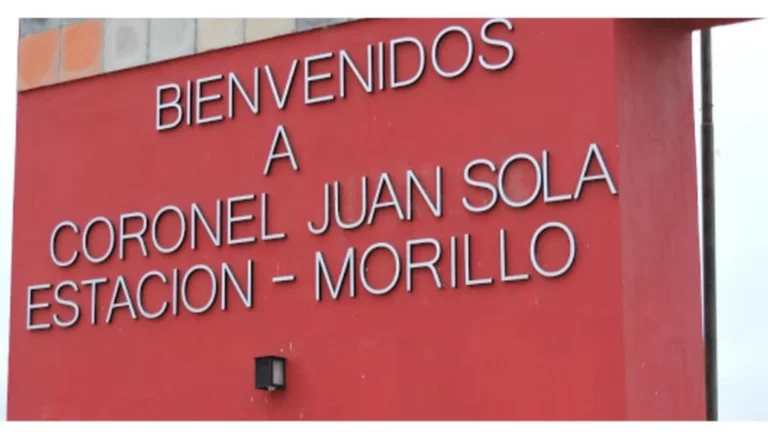 BIENVENIDOS
A
CORONEL JUAN SOLA
ESTACION - MORILLO